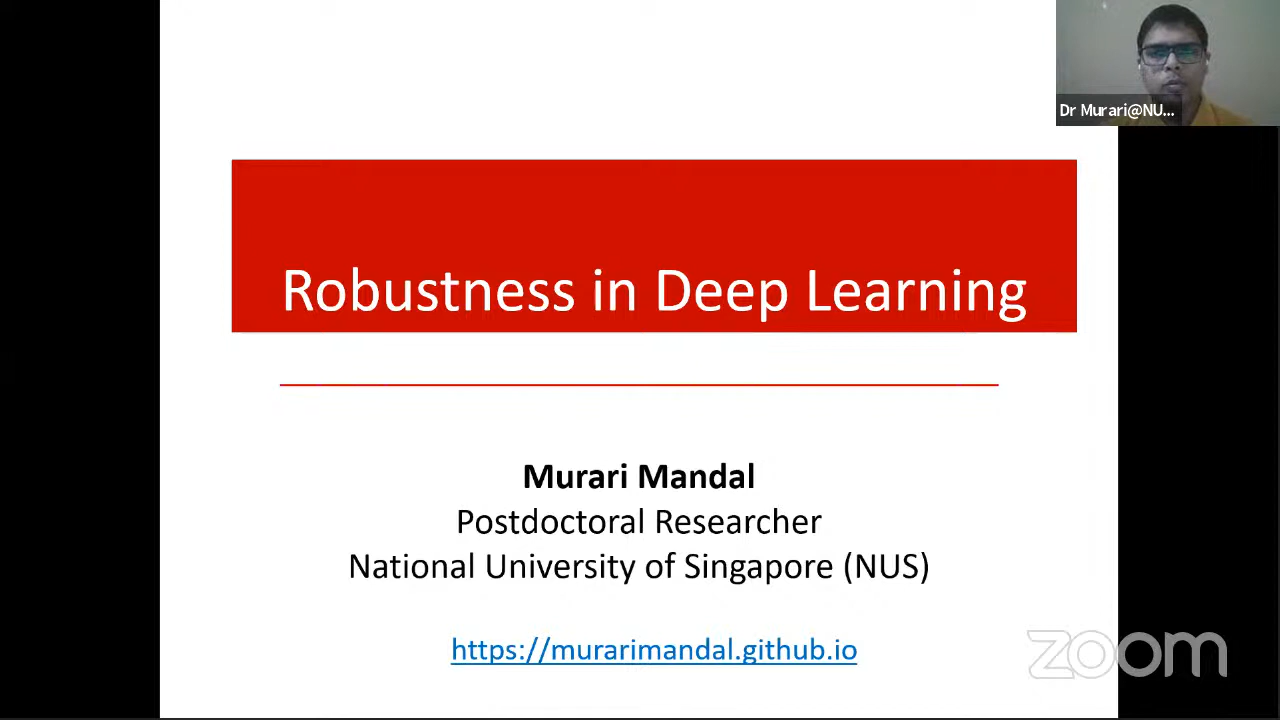 Dr Murari@NU...
Robustness in Deep Learning
Murari Mandal
Postdoctoral Researcher
National University of Singapore (NUS)
https://murarimandal.github.io
zoom